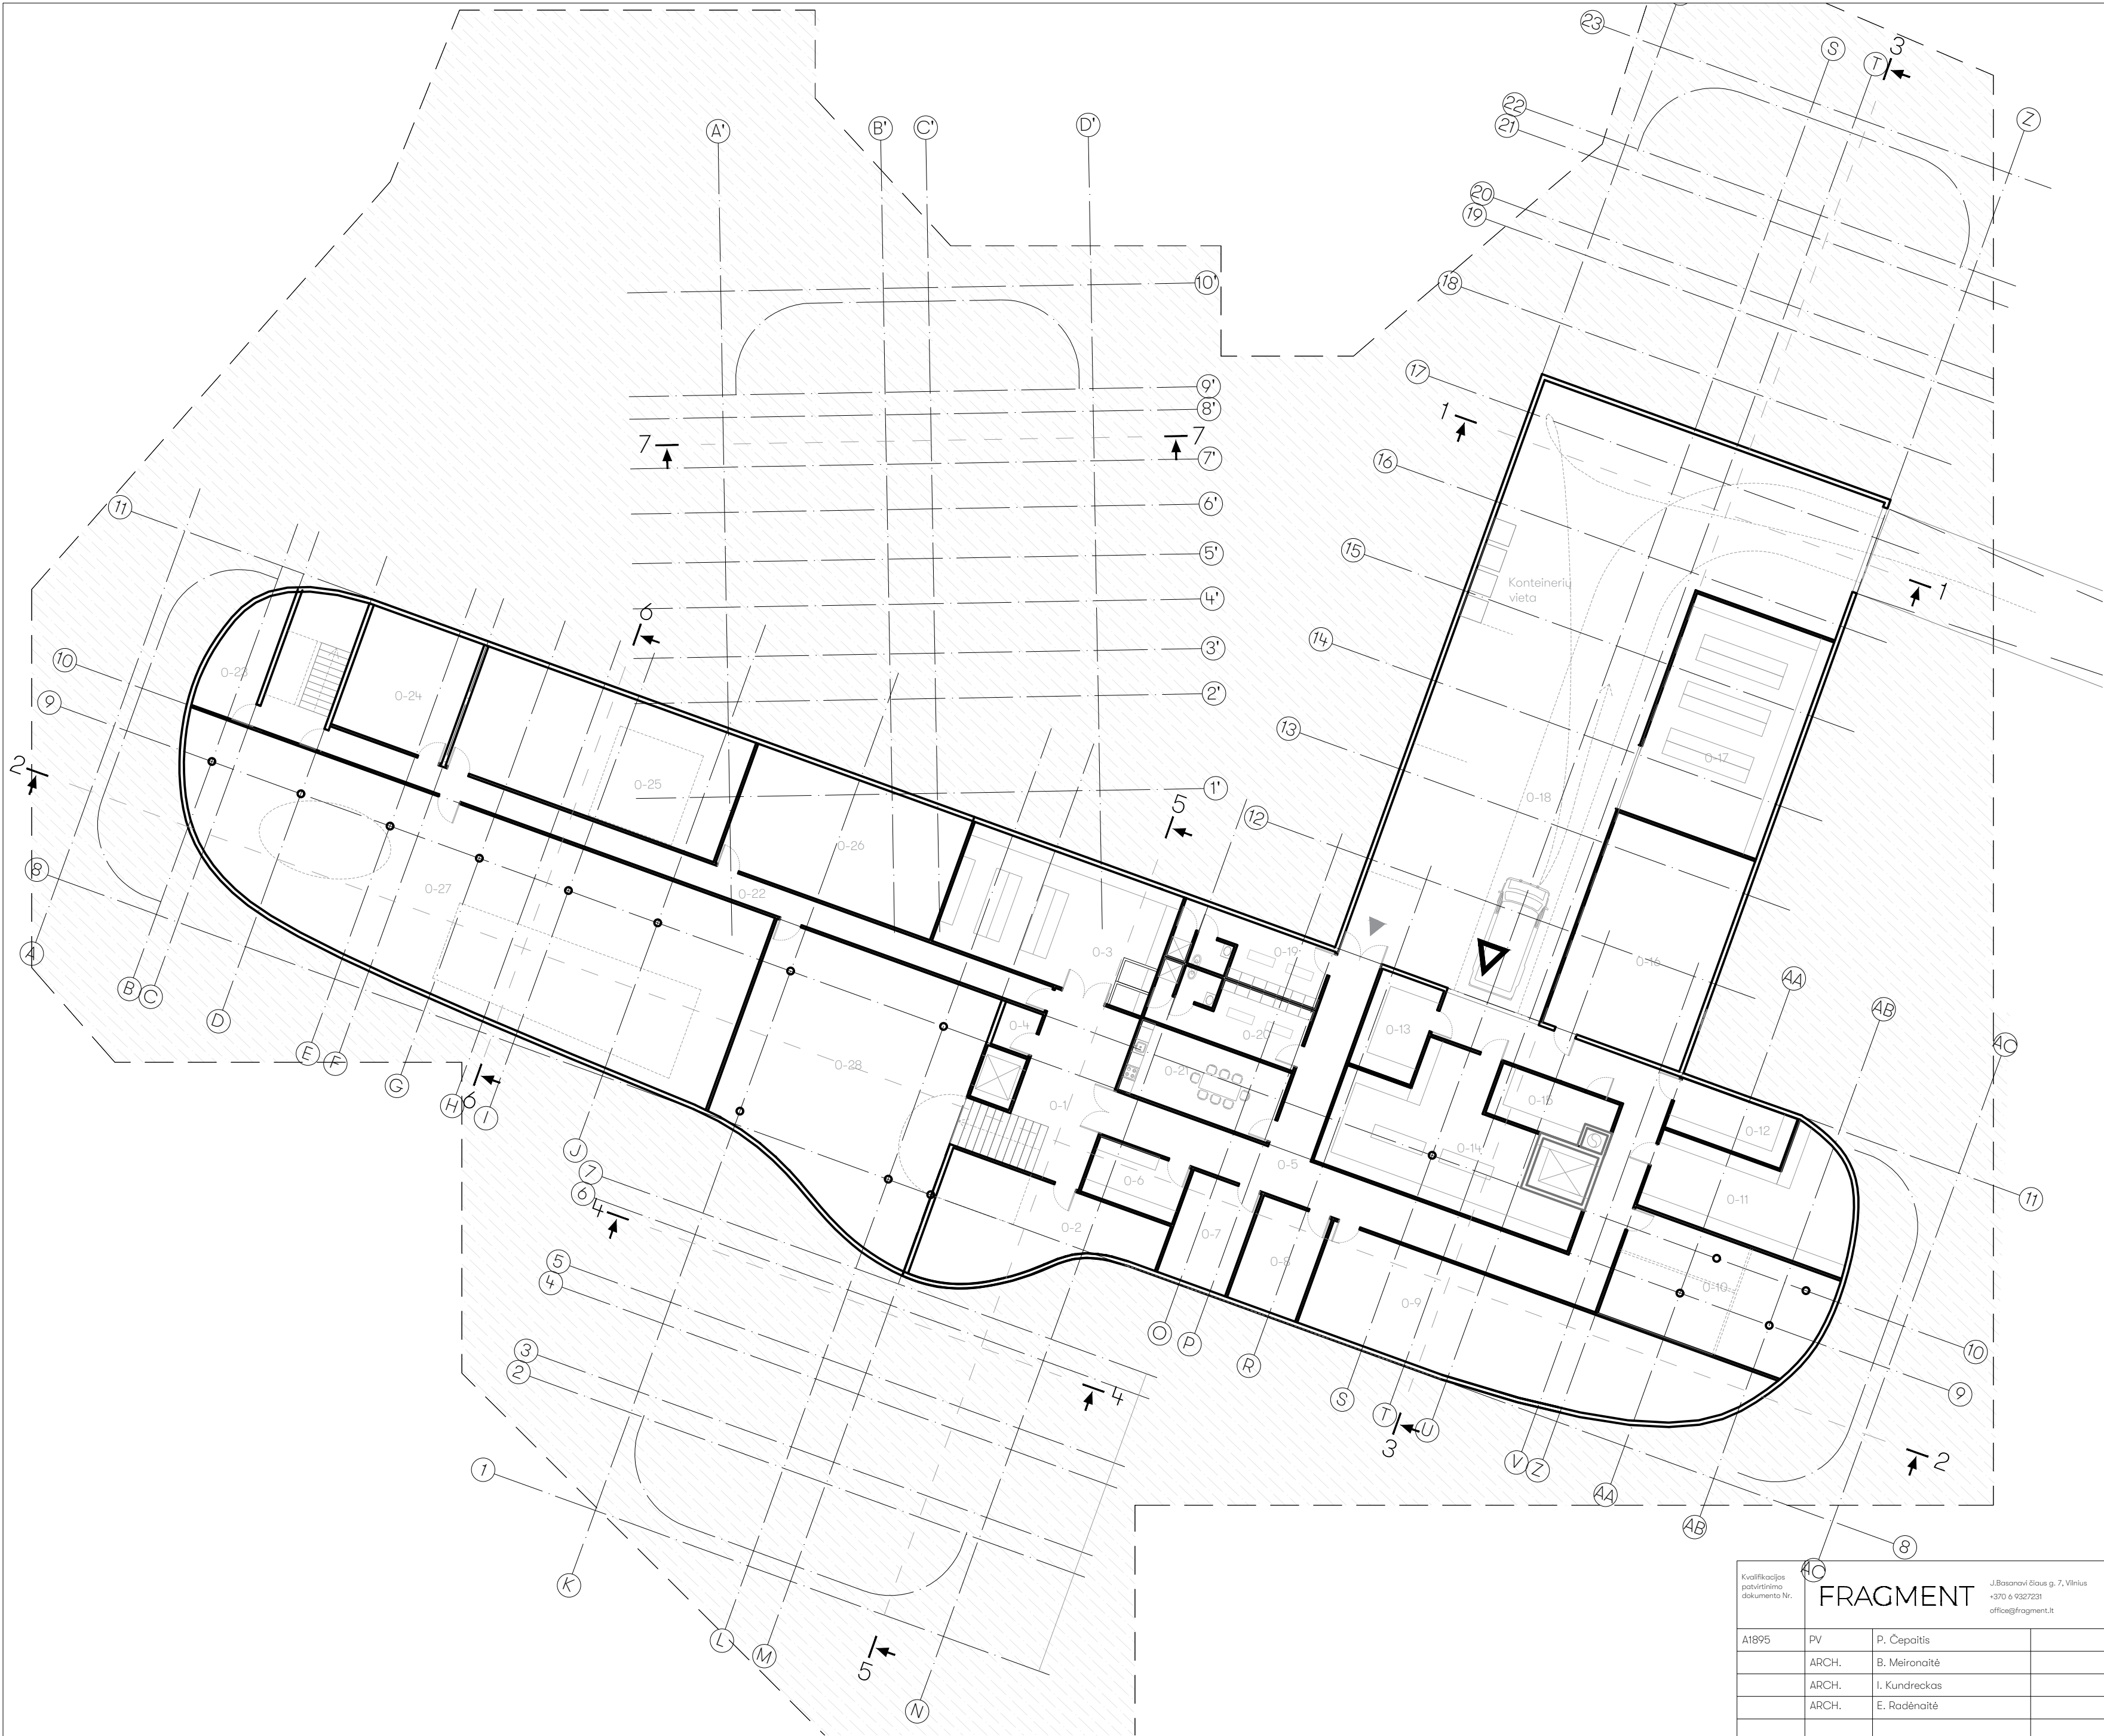 23
S
T
3
22
21
Z
A'
B'
C'
D'
20
19
10'
18
17
9'
8'
1
7
7
7'
16
11
6'
15
5'
Konteinerių
vieta
1
4'
6
14
3'
10
0-23
0-24
2'
9
13
0-17
2
0-25
1'
0-18
5
12
0-26
8
0-27
0-22
0-3
0-19
0-16
A
AA
B
C
AB
D
0-4
0-13
0-20
AC
E
F
0-28
0-21
G
0-1
0-15
H
6
I
0-12
J
0-14
7
0-5
0-6
6
4
0-11
11
0-2
0-7
5
0-8
4
0-10
0-9
O
P
3
R
10
2
4
9
S
T
U
3
1
V
Z
2
AA
AB
8
K
AC
L
M
5
N
Kvalifikacijos
patvirtinimo
dokumento Nr.
FRAGMENT
J.Basanavi čiaus g. 7, Vilnius
+370 6 9327231
office@fragment.lt
A1895 PV P. Čepaitis
ARCH. B. Meironaitė
ARCH. I. Kundreckas
ARCH. E. Radėnaitė